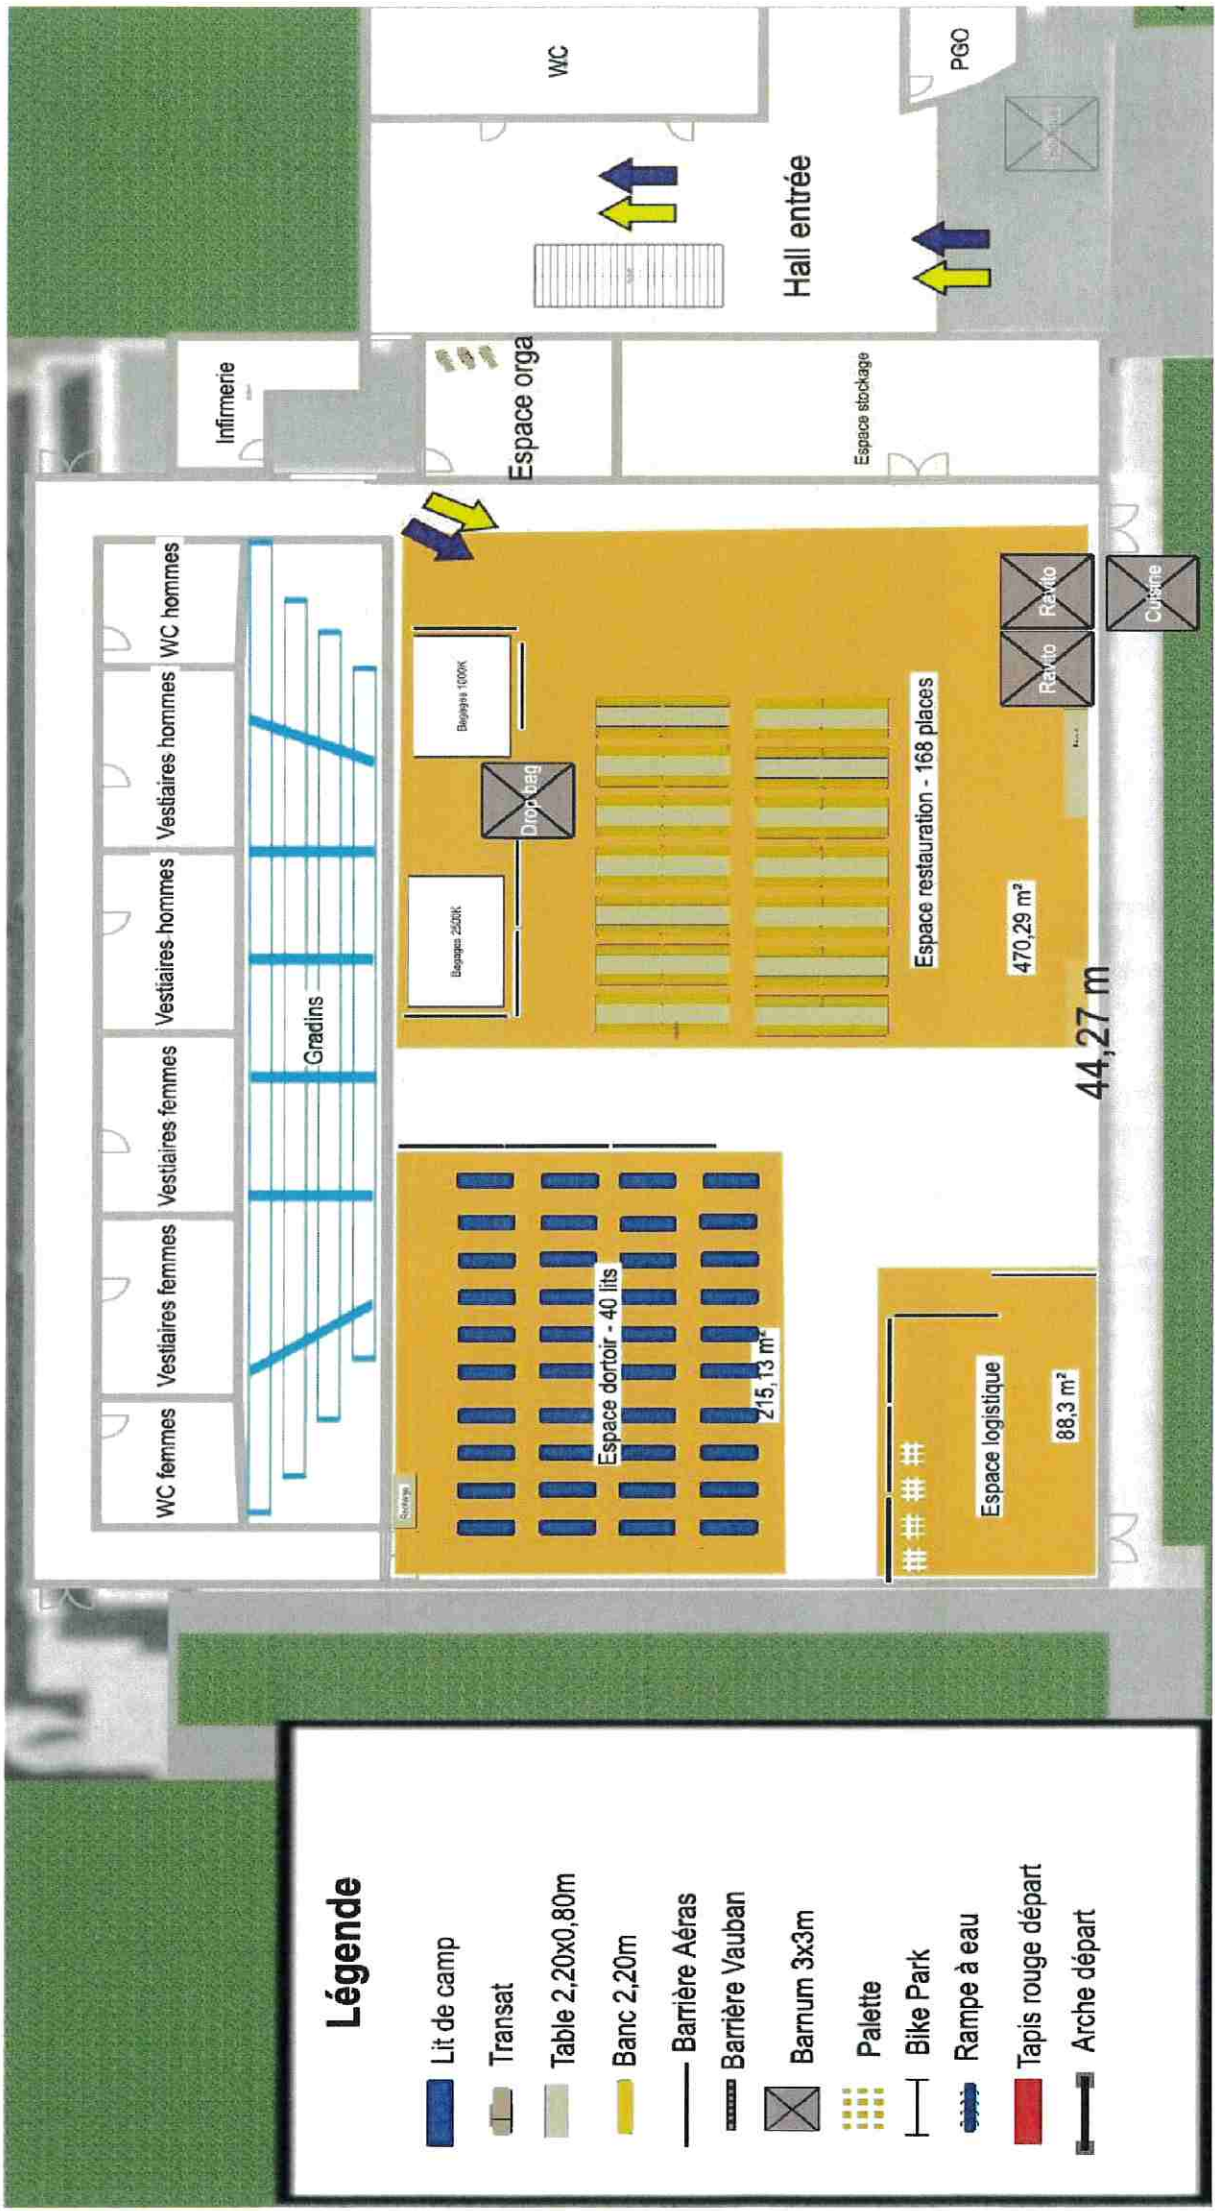 WC
PGO
Hall entrée
Infirmerie
Espace orga
Espace stockage
WC hommes
Vestiaires hommes
Vestiaires hommes
Vestiaires femmes
Vestiaires femmes
WC femmes
Gradins
Bagages 1000K
Drop bag
Bagages 2500K
Ravito
Ravito
Cuisine
Espace restauration - 168 places
470,29 m²
44,27 m
Espace dortoir - 40 lits
215,13 m²
Recharge
Espace logistique
88,3 m²
Légende
Lit de camp
Transat
Table 2,20x0,80m
Banc 2,20m
Barrière Aéras
Barrière Vauban
Barnum 3x3m
Palette
Bike Park
Rampe à eau
Tapis rouge départ
Arche départ